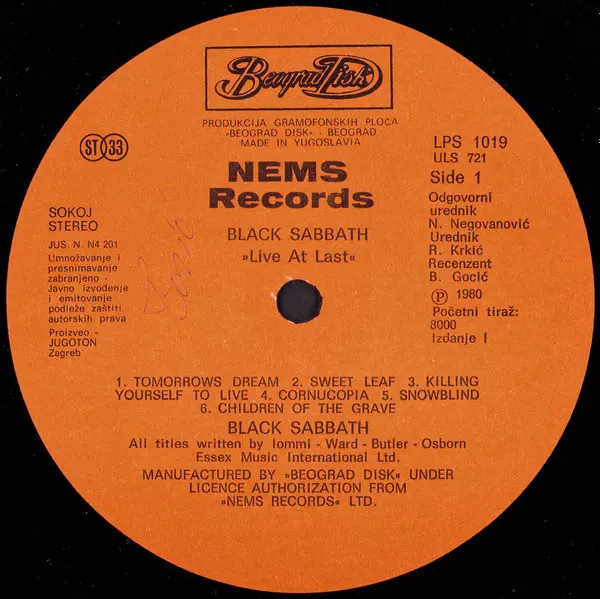 Beograd Disk
PRODUKCIJA GRAMOFONSKIH PLOCA
»BEOGRAD DISK« - BEOGRAD
MADE IN YUGOSLAVIA
ST 33
LPS 1019
ULS 721
Side 1
NEMS
Records
SOKOJ
STEREO
JUS. N. N4 201
Umnožavanje i
presnimavanje
zabranjeno -
Javno izvođenje
i emitovanje
podleže zaštiti
autorskih prava
Proizveo -
JUGOTON
Zagreb
BLACK SABBATH
»Live At Last«
Odgovorni
urednik
N. Negovanović
Urednik
R. Krkić
Recenzent
B. Gocić
Ⓟ 1980
Početni tiraž:
8000
Izdanje I
1. TOMORROWS DREAM 2. SWEET LEAF 3. KILLING
YOURSELF TO LIVE 4. CORNUCOPIA 5. SNOWBLIND
6. CHILDREN OF THE GRAVE
BLACK SABBATH
All titles written by Iommi - Ward - Butler - Osborn
Essex Music International Ltd.
MANUFACTURED BY »BEOGRAD DISK« UNDER
LICENCE AUTHORIZATION FROM
»NEMS RECORDS« LTD.